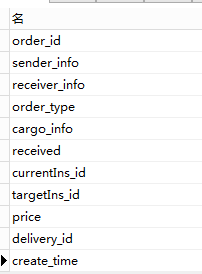 名
order_id
sender_info
receiver_info
order_type
cargo_info
received
currentIns_id
targetIns_id
price
delivery_id
create_time